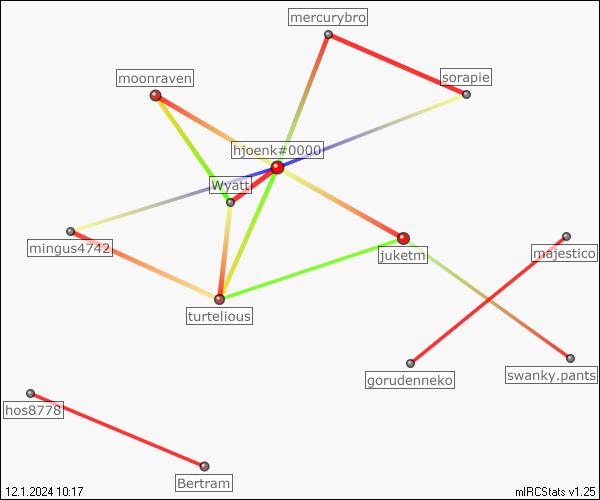 mercurybro
moonraven
sorapie
hjoenk#0000
Wyatt
mingus4742
juketm
majestico
turtelious
gorudenneko
swanky.pants
hos8778
Bertram
12.1.2024 10:17
mIRCStats v1.25